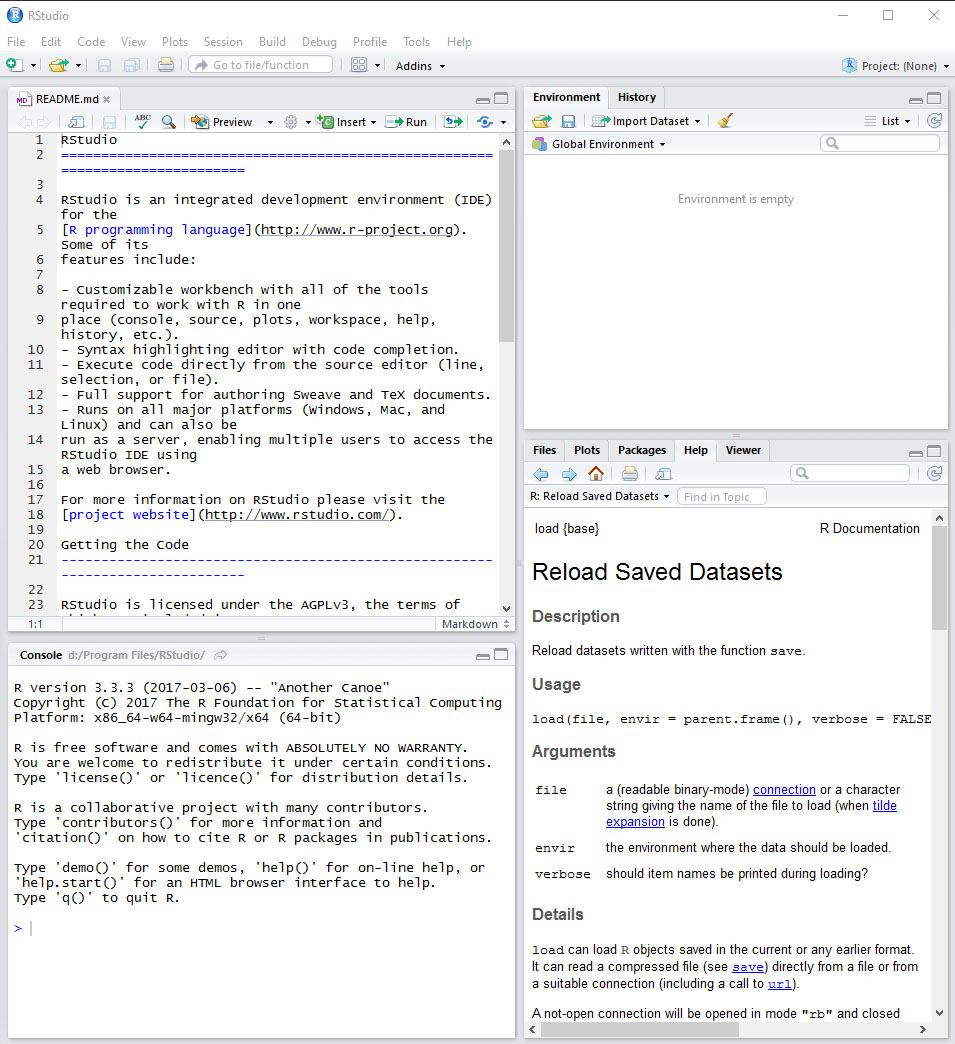 RStudio
File Edit Code View Plots Session Build Debug Profile Tools Help
Go to file/function Addins Project: (None)
README.md
ABC Preview Insert Run
1 RStudio
2 ======================================================
=======================
3
4 RStudio is an integrated development environment (IDE)
for the
5 [R programming language](http://www.r-project.org).
Some of its
6 features include:
7
8 - Customizable workbench with all of the tools
required to work with R in one
9 place (console, source, plots, workspace, help,
history, etc.).
10 - Syntax highlighting editor with code completion.
11 - Execute code directly from the source editor (line,
selection, or file).
12 - Full support for authoring Sweave and TeX documents.
13 - Runs on all major platforms (Windows, Mac, and
Linux) and can also be
14 run as a server, enabling multiple users to access the
RStudio IDE using
15 a web browser.
16
17 For more information on RStudio please visit the
18 [project website](http://www.rstudio.com/).
19
20 Getting the Code
21 ------------------------------------------------------
-----------------------
22
23 RStudio is licensed under the AGPLv3, the terms of
1:1 Markdown
Console d:/Program Files/RStudio/
R version 3.3.3 (2017-03-06) -- "Another Canoe"
Copyright (C) 2017 The R Foundation for Statistical Computing
Platform: x86_64-w64-mingw32/x64 (64-bit)
R is free software and comes with ABSOLUTELY NO WARRANTY.
You are welcome to redistribute it under certain conditions.
Type 'license()' or 'licence()' for distribution details.
R is a collaborative project with many contributors.
Type 'contributors()' for more information and
'citation()' on how to cite R or R packages in publications.
Type 'demo()' for some demos, 'help()' for on-line help, or
'help.start()' for an HTML browser interface to help.
Type 'q()' to quit R.
>
Environment History
Import Dataset List
Global Environment
Environment is empty
Files Plots Packages Help Viewer
R: Reload Saved Datasets Find in Topic
load {base} R Documentation
Reload Saved Datasets
Description
Reload datasets written with the function save.
Usage
load(file, envir = parent.frame(), verbose = FALSE
Arguments
file a (readable binary-mode) connection or a character
string giving the name of the file to load (when tilde
expansion is done).
envir the environment where the data should be loaded.
verbose should item names be printed during loading?
Details
load can load R objects saved in the current or any earlier format.
It can read a compressed file (see save) directly from a file or from
a suitable connection (including a call to url).
A not-open connection will be opened in mode "rb" and closed